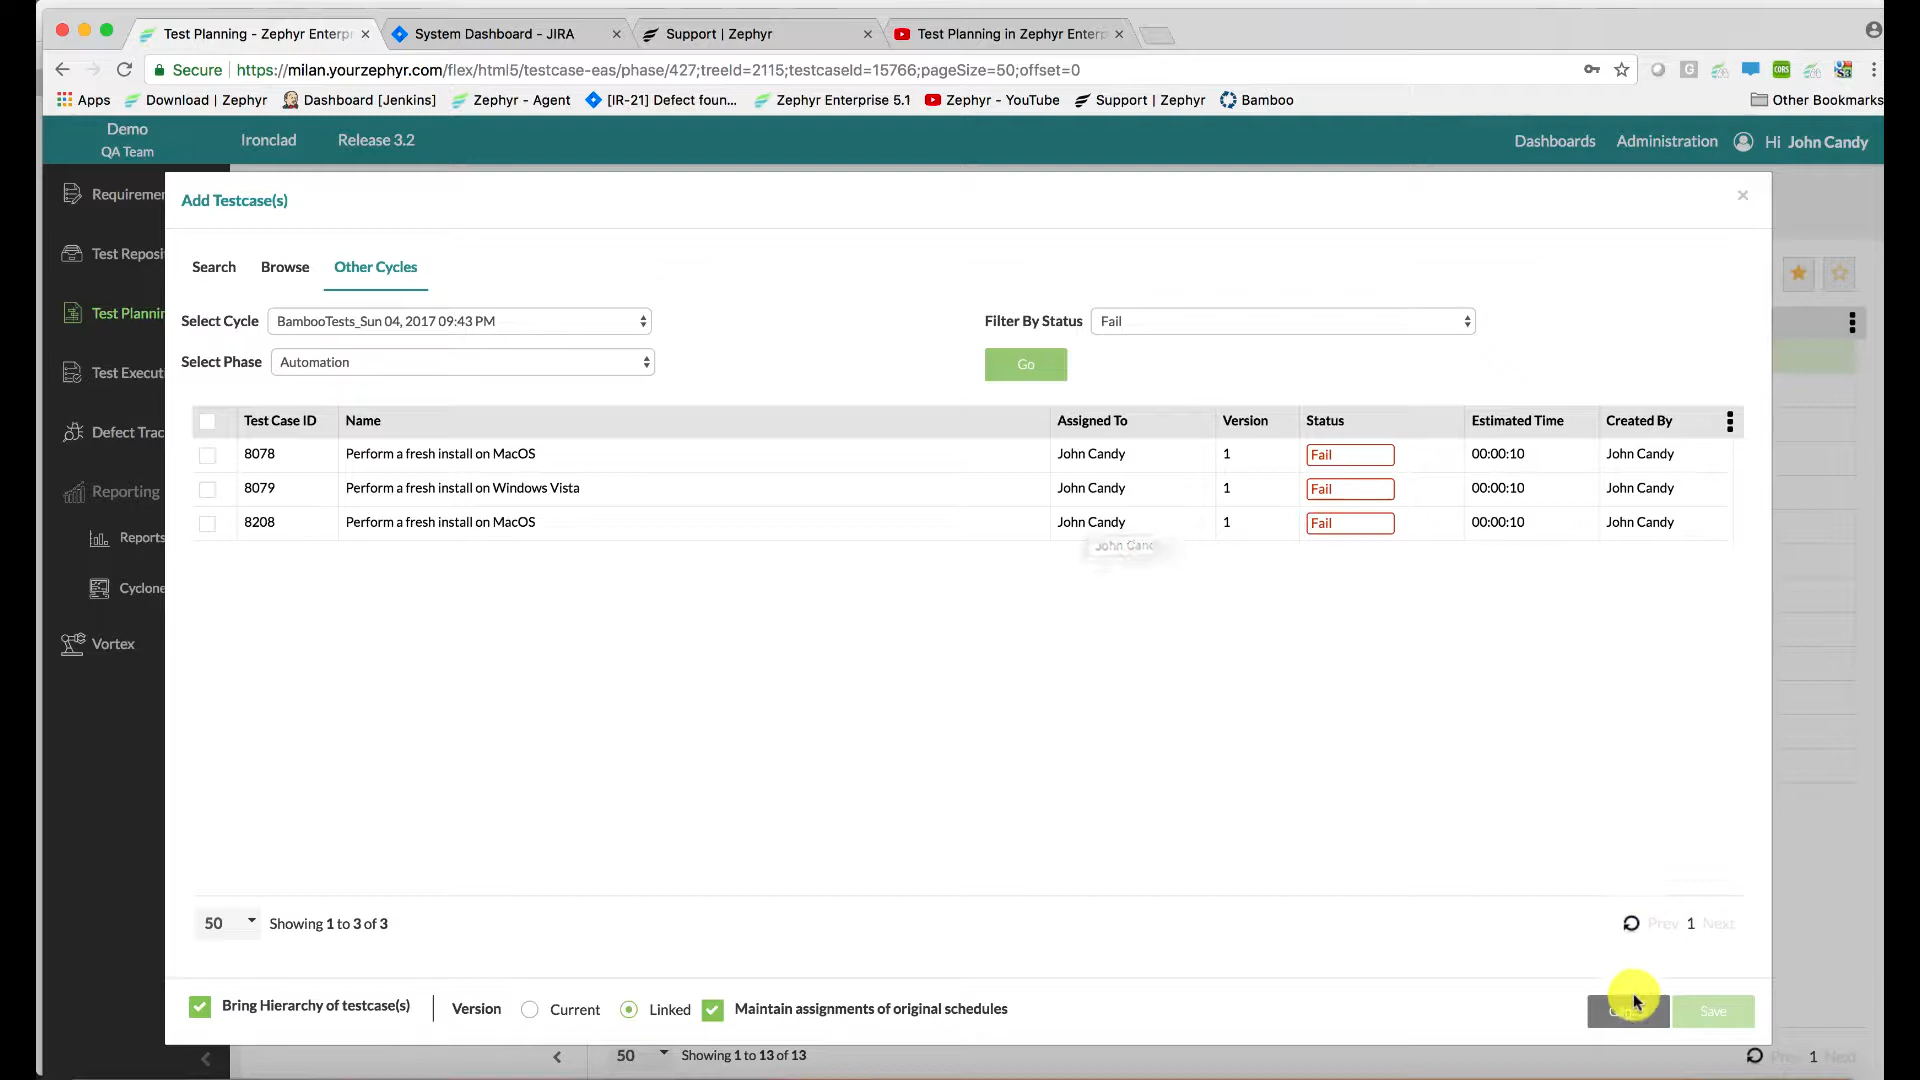 Test Planning - Zephyr Enterp
System Dashboard - JIRA
Support | Zephyr
Test Planning in Zephyr Enterp
Secure https://milan.yourzephyr.com/flex/html5/testcase-eas/phase/427;treeId=2115;testcaseId=15766;pageSize=50;offset=0
Apps Download | Zephyr Dashboard [Jenkins] Zephyr - Agent [IR-21] Defect foun... Zephyr Enterprise 5.1 Zephyr - YouTube Support | Zephyr Bamboo Other Bookmarks
Demo
QA Team
Ironclad Release 3.2 Dashboards Administration Hi John Candy
Requiremen
Test Reposi
Test Plannin
Test Executi
Defect Trac
Reporting
Reports
Cyclone
Vortex
Add Testcase(s)
Search Browse Other Cycles
Select Cycle BambooTests_Sun 04, 2017 09:43 PM Filter By Status Fail
Select Phase Automation Go
Test Case ID Name Assigned To Version Status Estimated Time Created By
8078 Perform a fresh install on MacOS John Candy 1 Fail 00:00:10 John Candy
8079 Perform a fresh install on Windows Vista John Candy 1 Fail 00:00:10 John Candy
8208 Perform a fresh install on MacOS John Candy 1 Fail 00:00:10 John Candy
John Cand
50 Showing 1 to 3 of 3 Prev 1 Next
Bring Hierarchy of testcase(s) Version Current Linked Maintain assignments of original schedules Save
50 Showing 1 to 13 of 13 1 Next